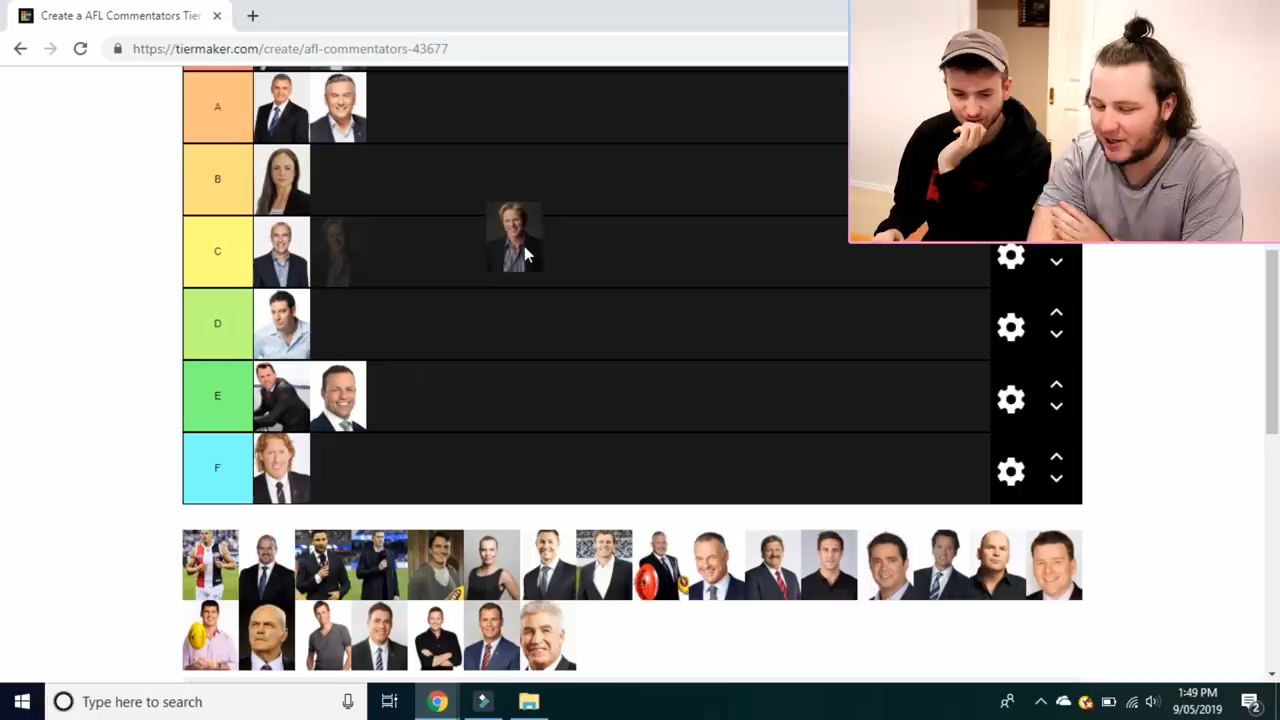 Create a AFL Commentators Tier
https://tiermaker.com/create/afl-commentators-43677
A
B
C
D
E
F
Type here to search
1:49 PM
9/05/2019
2